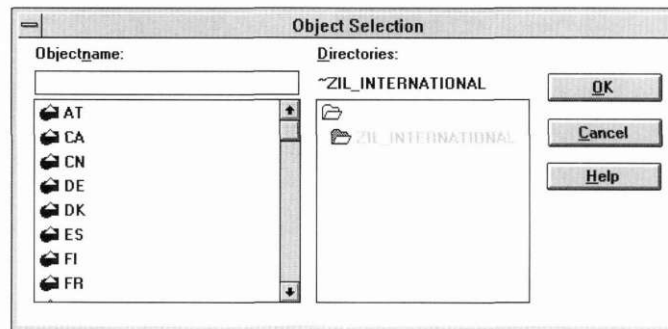 Object Selection
Objectname:
Directories:
~ZIL_INTERNATIONAL
OK
AT
CA
CN
DE
DK
ES
FI
FR
ZIL_INTERNATIONAL
Cancel
Help